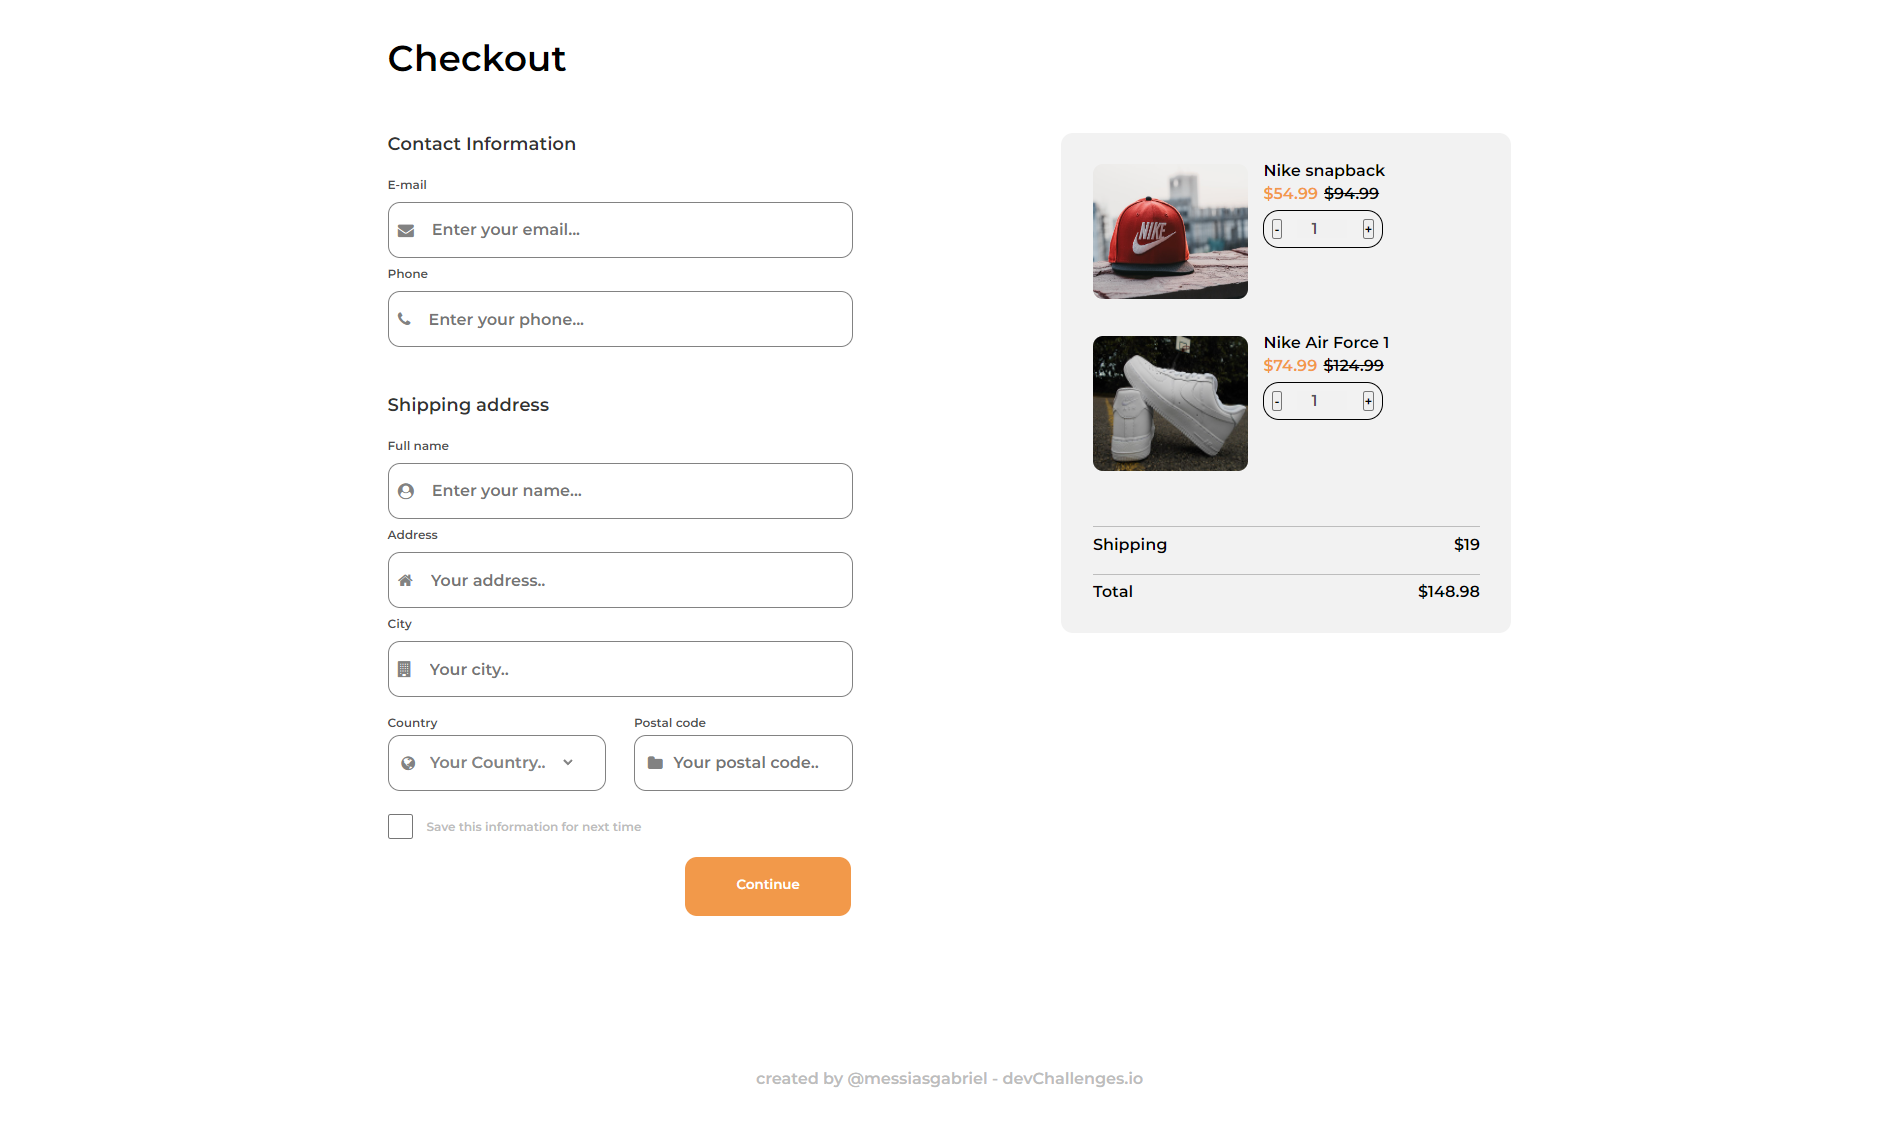 Checkout
Contact Information
E-mail
Enter your email...
Phone
Enter your phone...
Shipping address
Full name
Enter your name...
Address
Your address..
City
Your city..
Country
Your Country..
Postal code
Your postal code..
Save this information for next time
Continue
NIKE
Nike snapback
$54.99 $94.99
- 1 +
Nike Air Force 1
$74.99 $124.99
- 1 +
Shipping $19
Total $148.98
created by @messiasgabriel - devChallenges.io